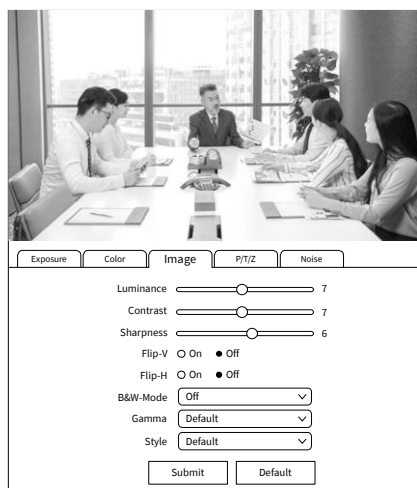 Exposure Color Image P/T/Z Noise
Luminance 7
Contrast 7
Sharpness 6
Flip-V On Off
Flip-H On Off
B&W-Mode Off
Gamma Default
Style Default
Submit Default